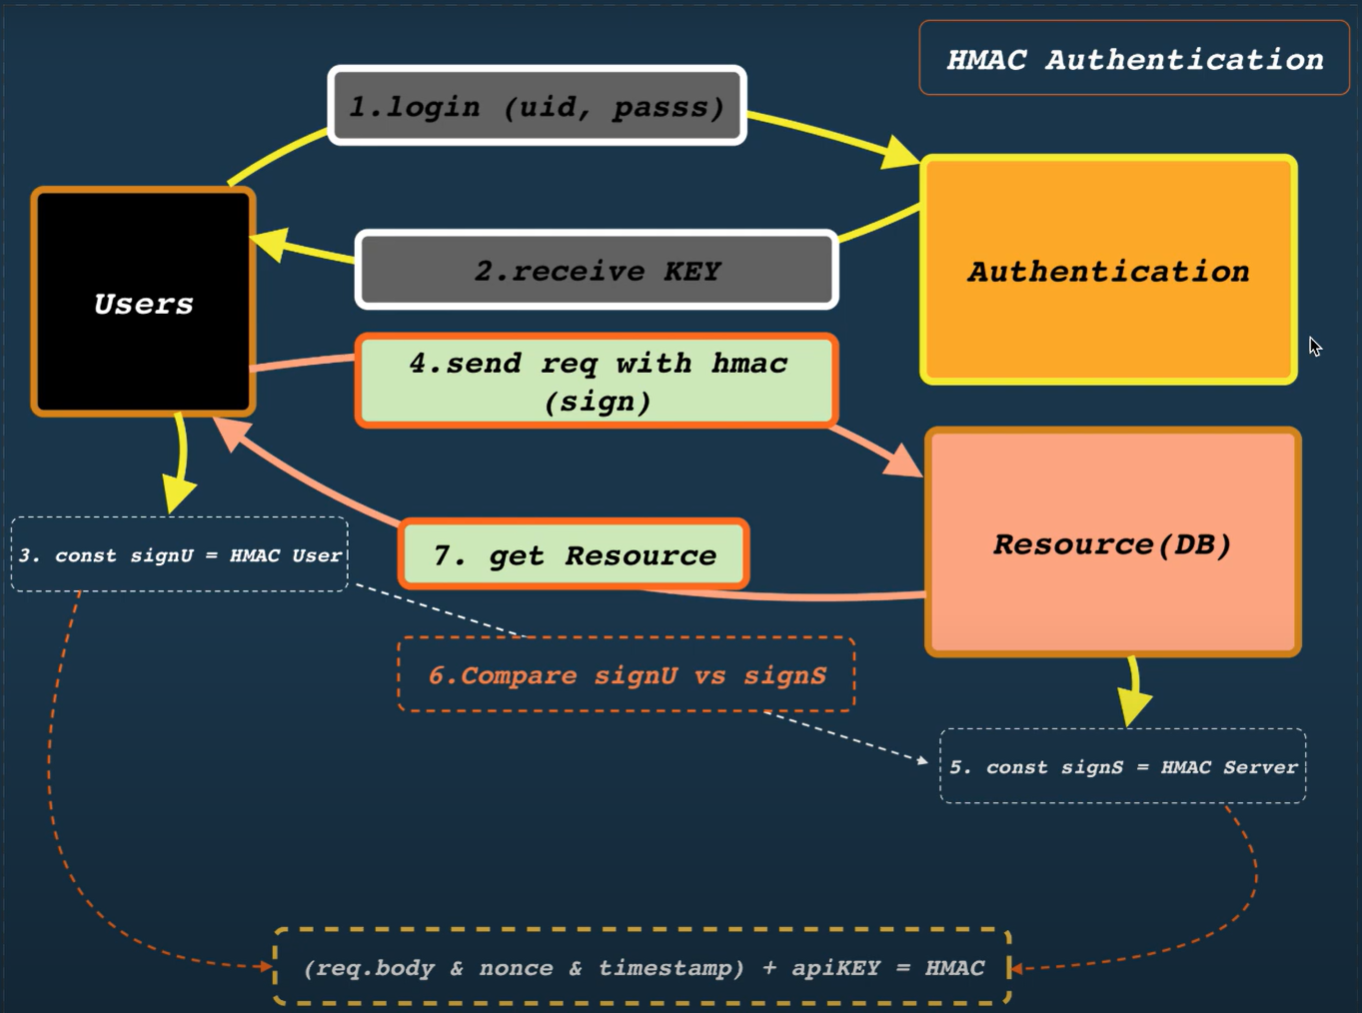 HMAC Authentication
1.login (uid, passs)
2.receive KEY
Users
Authentication
4.send req with hmac
(sign)
3. const signU = HMAC User
7. get Resource
Resource(DB)
6.Compare signU vs signS
5. const signS = HMAC Server
(req.body & nonce & timestamp) + apiKEY = HMAC